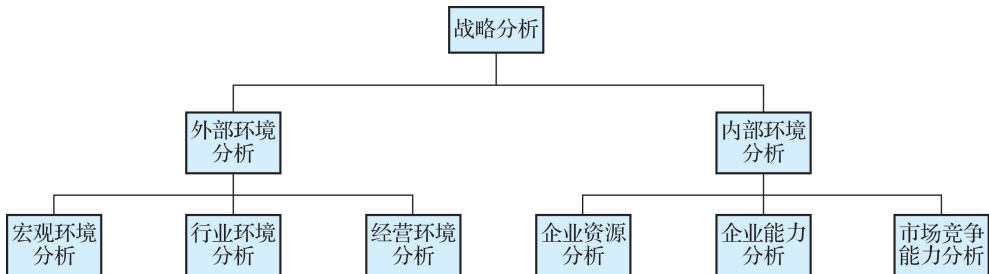 战略分析
外部环境
分析
内部环境
分析
宏观环境
分析
行业环境
分析
经营环境
分析
企业资源
分析
企业能力
分析
市场竞争
能力分析